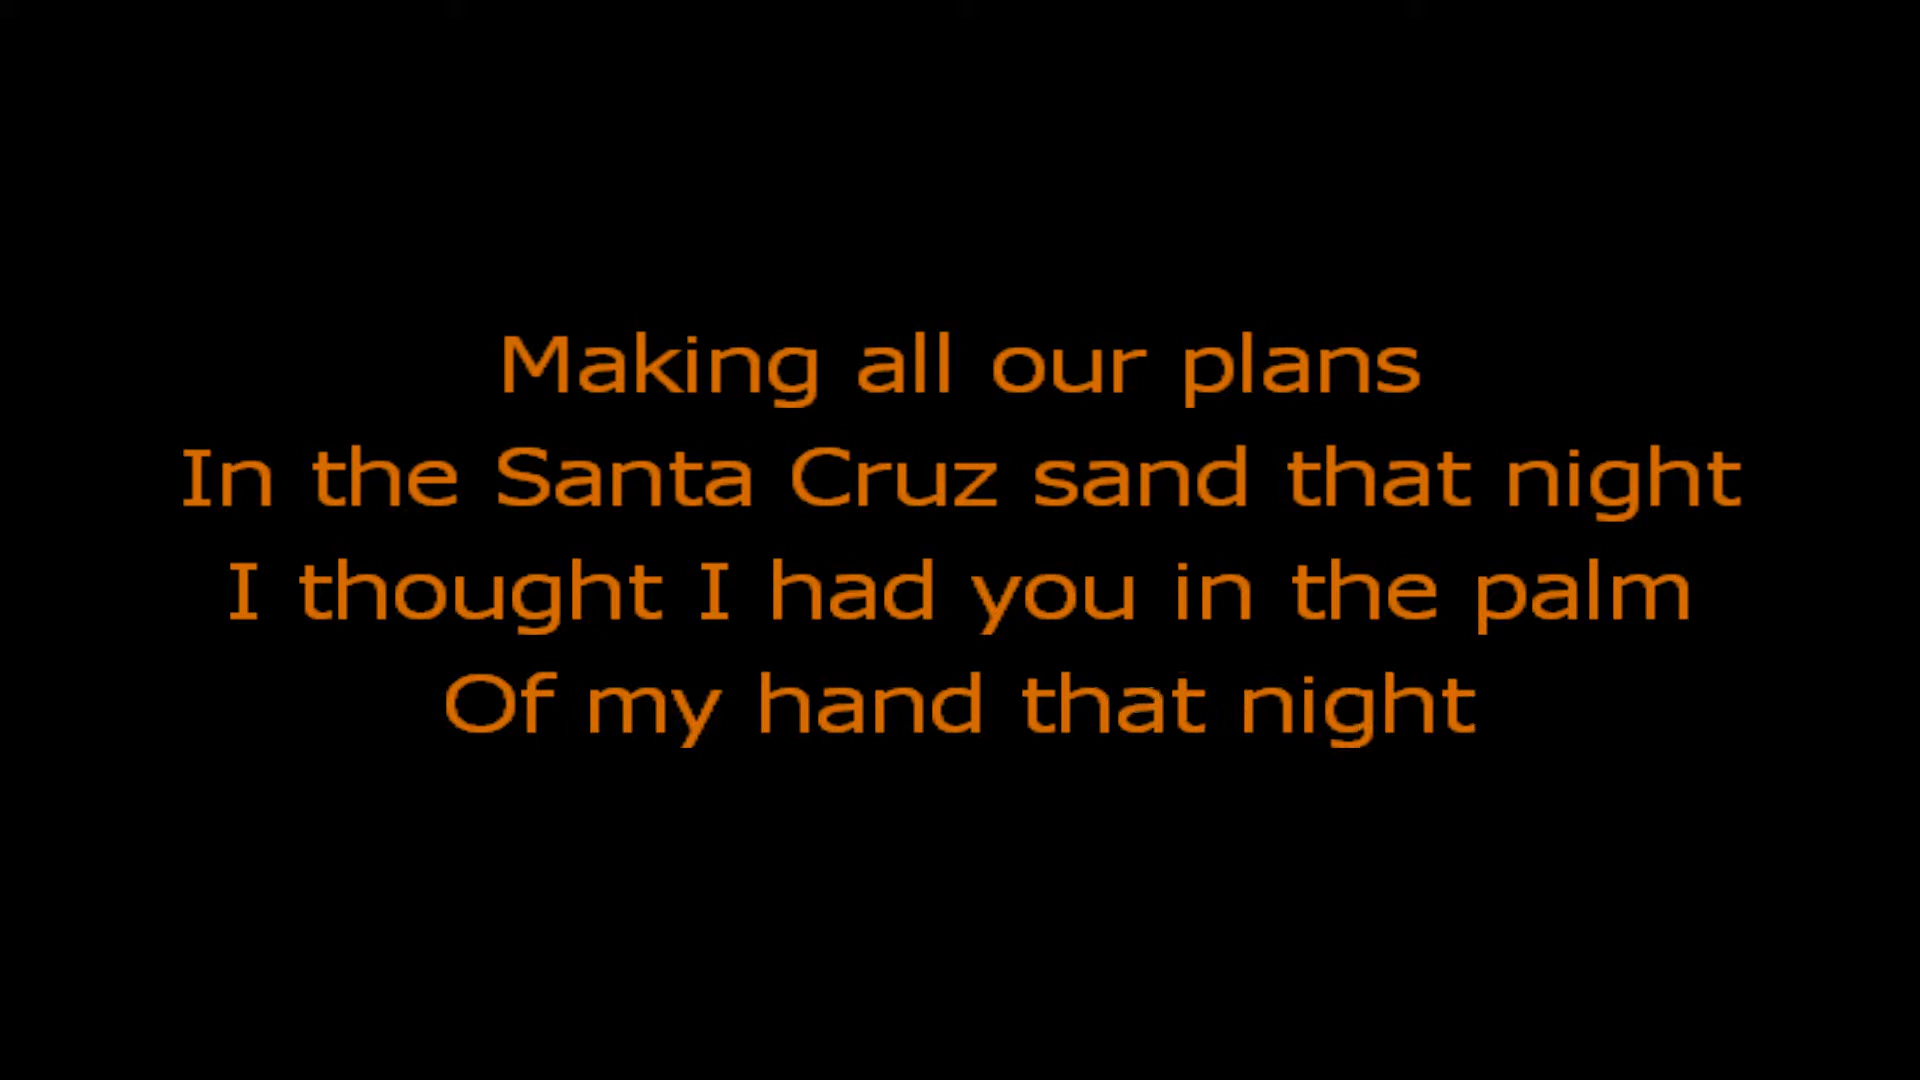 Making all our plans
In the Santa Cruz sand that night
I thought I had you in the palm
Of my hand that night